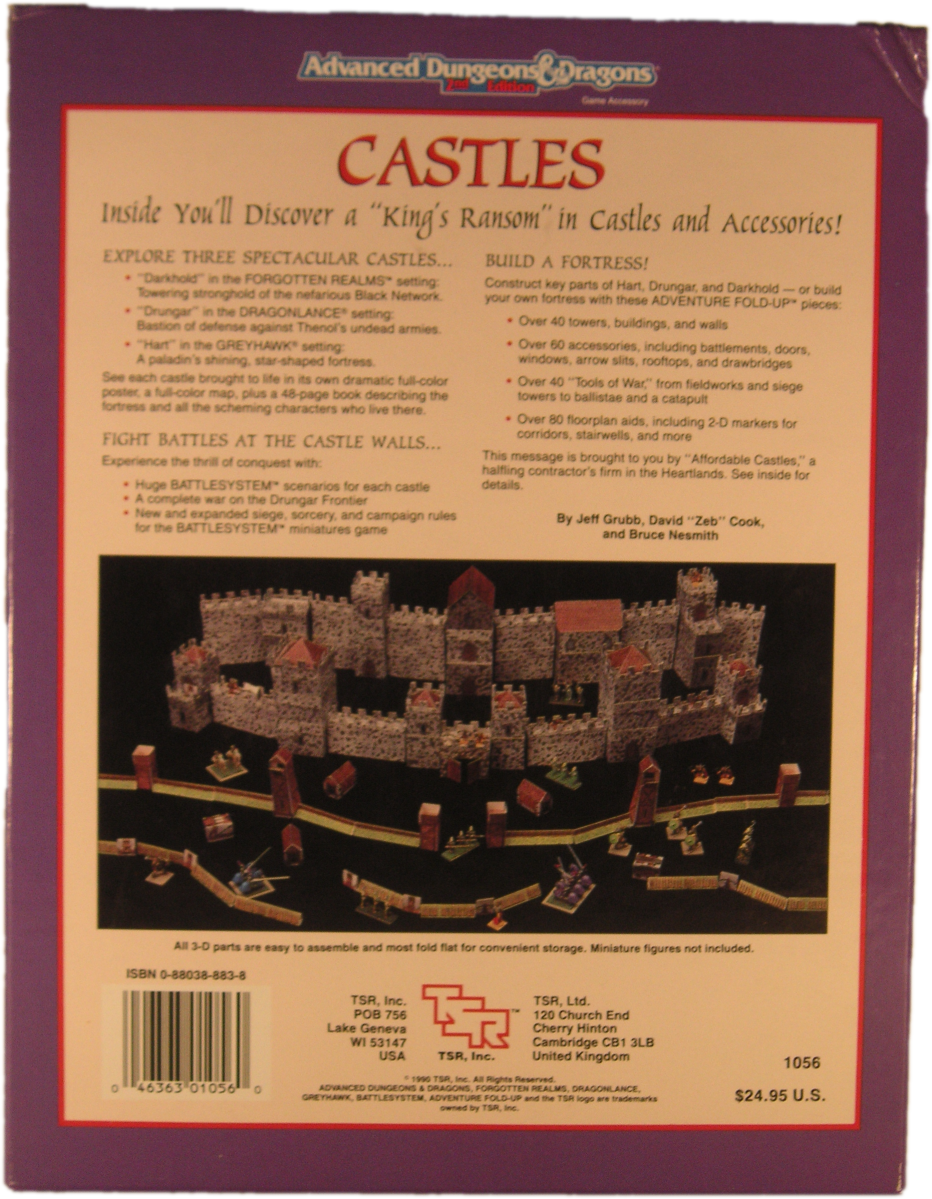 Advanced Dungeons & Dragons®
2nd Edition
Game Accessory
CASTLES
Inside You'll Discover a "King's Ransom" in Castles and Accessories!
EXPLORE THREE SPECTACULAR CASTLES...
• "Darkhold" in the FORGOTTEN REALMS™ setting:
Towering stronghold of the nefarious Black Network.
• "Drungar" in the DRAGONLANCE® setting:
Bastion of defense against Thenol's undead armies.
• "Hart" in the GREYHAWK® setting:
A paladin's shining, star-shaped fortress.
See each castle brought to life in its own dramatic full-color
poster, a full-color map, plus a 48-page book describing the
fortress and all the scheming characters who live there.
FIGHT BATTLES AT THE CASTLE WALLS...
Experience the thrill of conquest with:
• Huge BATTLESYSTEM™ scenarios for each castle
• A complete war on the Drungar Frontier
• New and expanded siege, sorcery, and campaign rules
for the BATTLESYSTEM™ miniatures game
BUILD A FORTRESS!
Construct key parts of Hart, Drungar, and Darkhold — or build
your own fortress with these ADVENTURE FOLD-UP™ pieces:
• Over 40 towers, buildings, and walls
• Over 60 accessories, including battlements, doors,
windows, arrow slits, rooftops, and drawbridges
• Over 40 "Tools of War," from fieldworks and siege
towers to ballistae and a catapult
• Over 80 floorplan aids, including 2-D markers for
corridors, stairwells, and more
This message is brought to you by "Affordable Castles," a
halfling contractor's firm in the Heartlands. See inside for
details.
By Jeff Grubb, David "Zeb" Cook,
and Bruce Nesmith
All 3-D parts are easy to assemble and most fold flat for convenient storage. Miniature figures not included.
ISBN 0-88038-883-8
0 46363 01056 0
TSR, Inc.
POB 756
Lake Geneva
WI 53147
USA
TSR™
TSR, Inc.
TSR, Ltd.
120 Church End
Cherry Hinton
Cambridge CB1 3LB
United Kingdom
1056
$24.95 U.S.
© 1990 TSR, Inc. All Rights Reserved.
ADVANCED DUNGEONS & DRAGONS, FORGOTTEN REALMS, DRAGONLANCE,
GREYHAWK, BATTLESYSTEM, ADVENTURE FOLD-UP and the TSR logo are trademarks
owned by TSR, Inc.